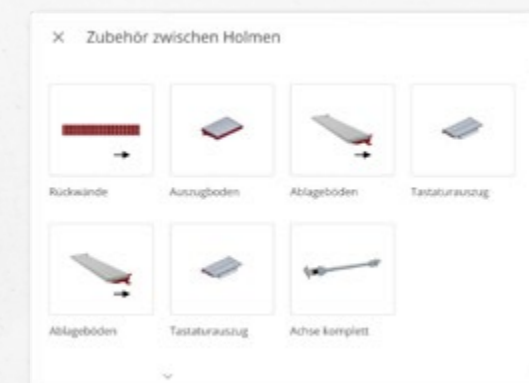 Zubehör zwischen Holmen
Rückwände
Auszugboden
Ablageböden
Tastaturauszug
Ablageböden
Tastaturauszug
Achse komplett